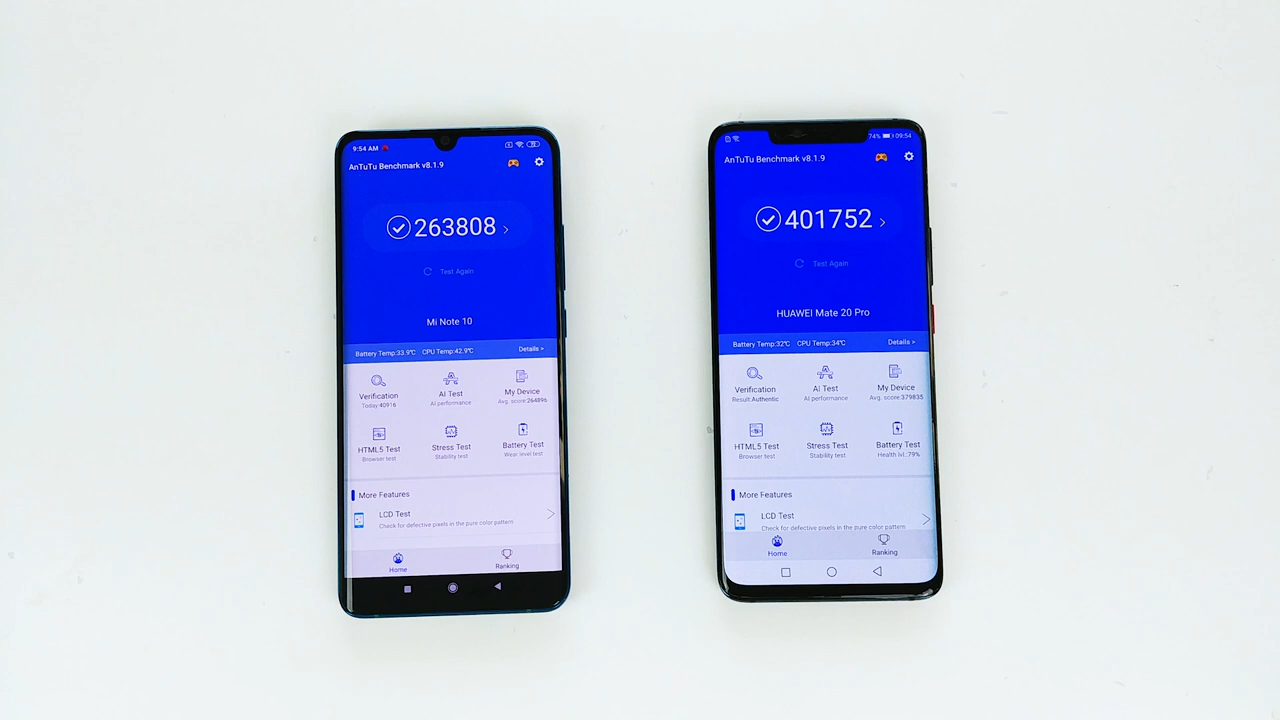 9:54 AM
AnTuTu Benchmark v8.1.9
263808
Test Again
Mi Note 10
Battery Temp:33.9℃ CPU Temp:42.9℃ Details >
Verification
Today:40916
AI Test
AI performance
My Device
Avg. score:264896
HTML5 Test
Browser test
Stress Test
Stability test
Battery Test
Wear level test
More Features
LCD Test
Check for defective pixels in the pure color pattern
Home
Ranking
74% 09:54
AnTuTu Benchmark v8.1.9
401752
Test Again
HUAWEI Mate 20 Pro
Battery Temp:32℃ CPU Temp:34℃ Details >
Verification
Result:Authentic
AI Test
AI performance
My Device
Avg. score:379835
HTML5 Test
Browser test
Stress Test
Stability test
Battery Test
Health lvl.:79%
More Features
LCD Test
Check for defective pixels in the pure color pattern
Home
Ranking